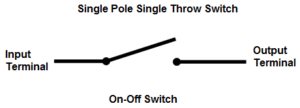 Single Pole Single Throw Switch
Input
Terminal
Output
Terminal
On-Off Switch